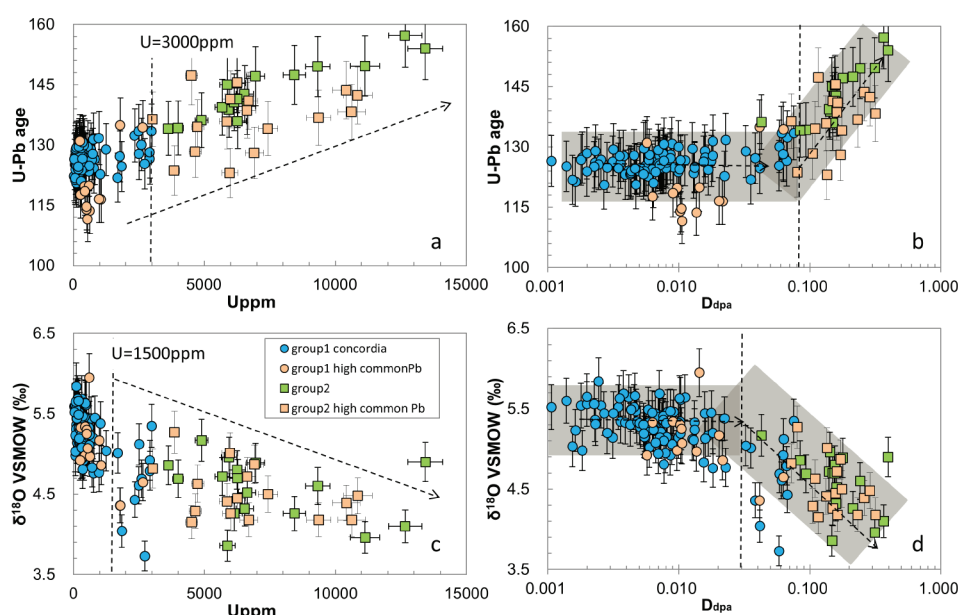 160
145
130
115
100
U-Pb age
U=3000ppm
a
0
5000
10000
15000
Uppm
160
145
130
115
100
U-Pb age
b
0.001
0.010
0.100
1.000
Ddpa
6.5
5.5
4.5
3.5
δ18O VSMOW (‰)
U=1500ppm
group1 concordia
group1 high commonPb
group2
group2 high common Pb
c
0
5000
10000
15000
Uppm
6.5
5.5
4.5
3.5
δ18O VSMOW (‰)
d
0.001
0.010
0.100
1.000
Ddpa